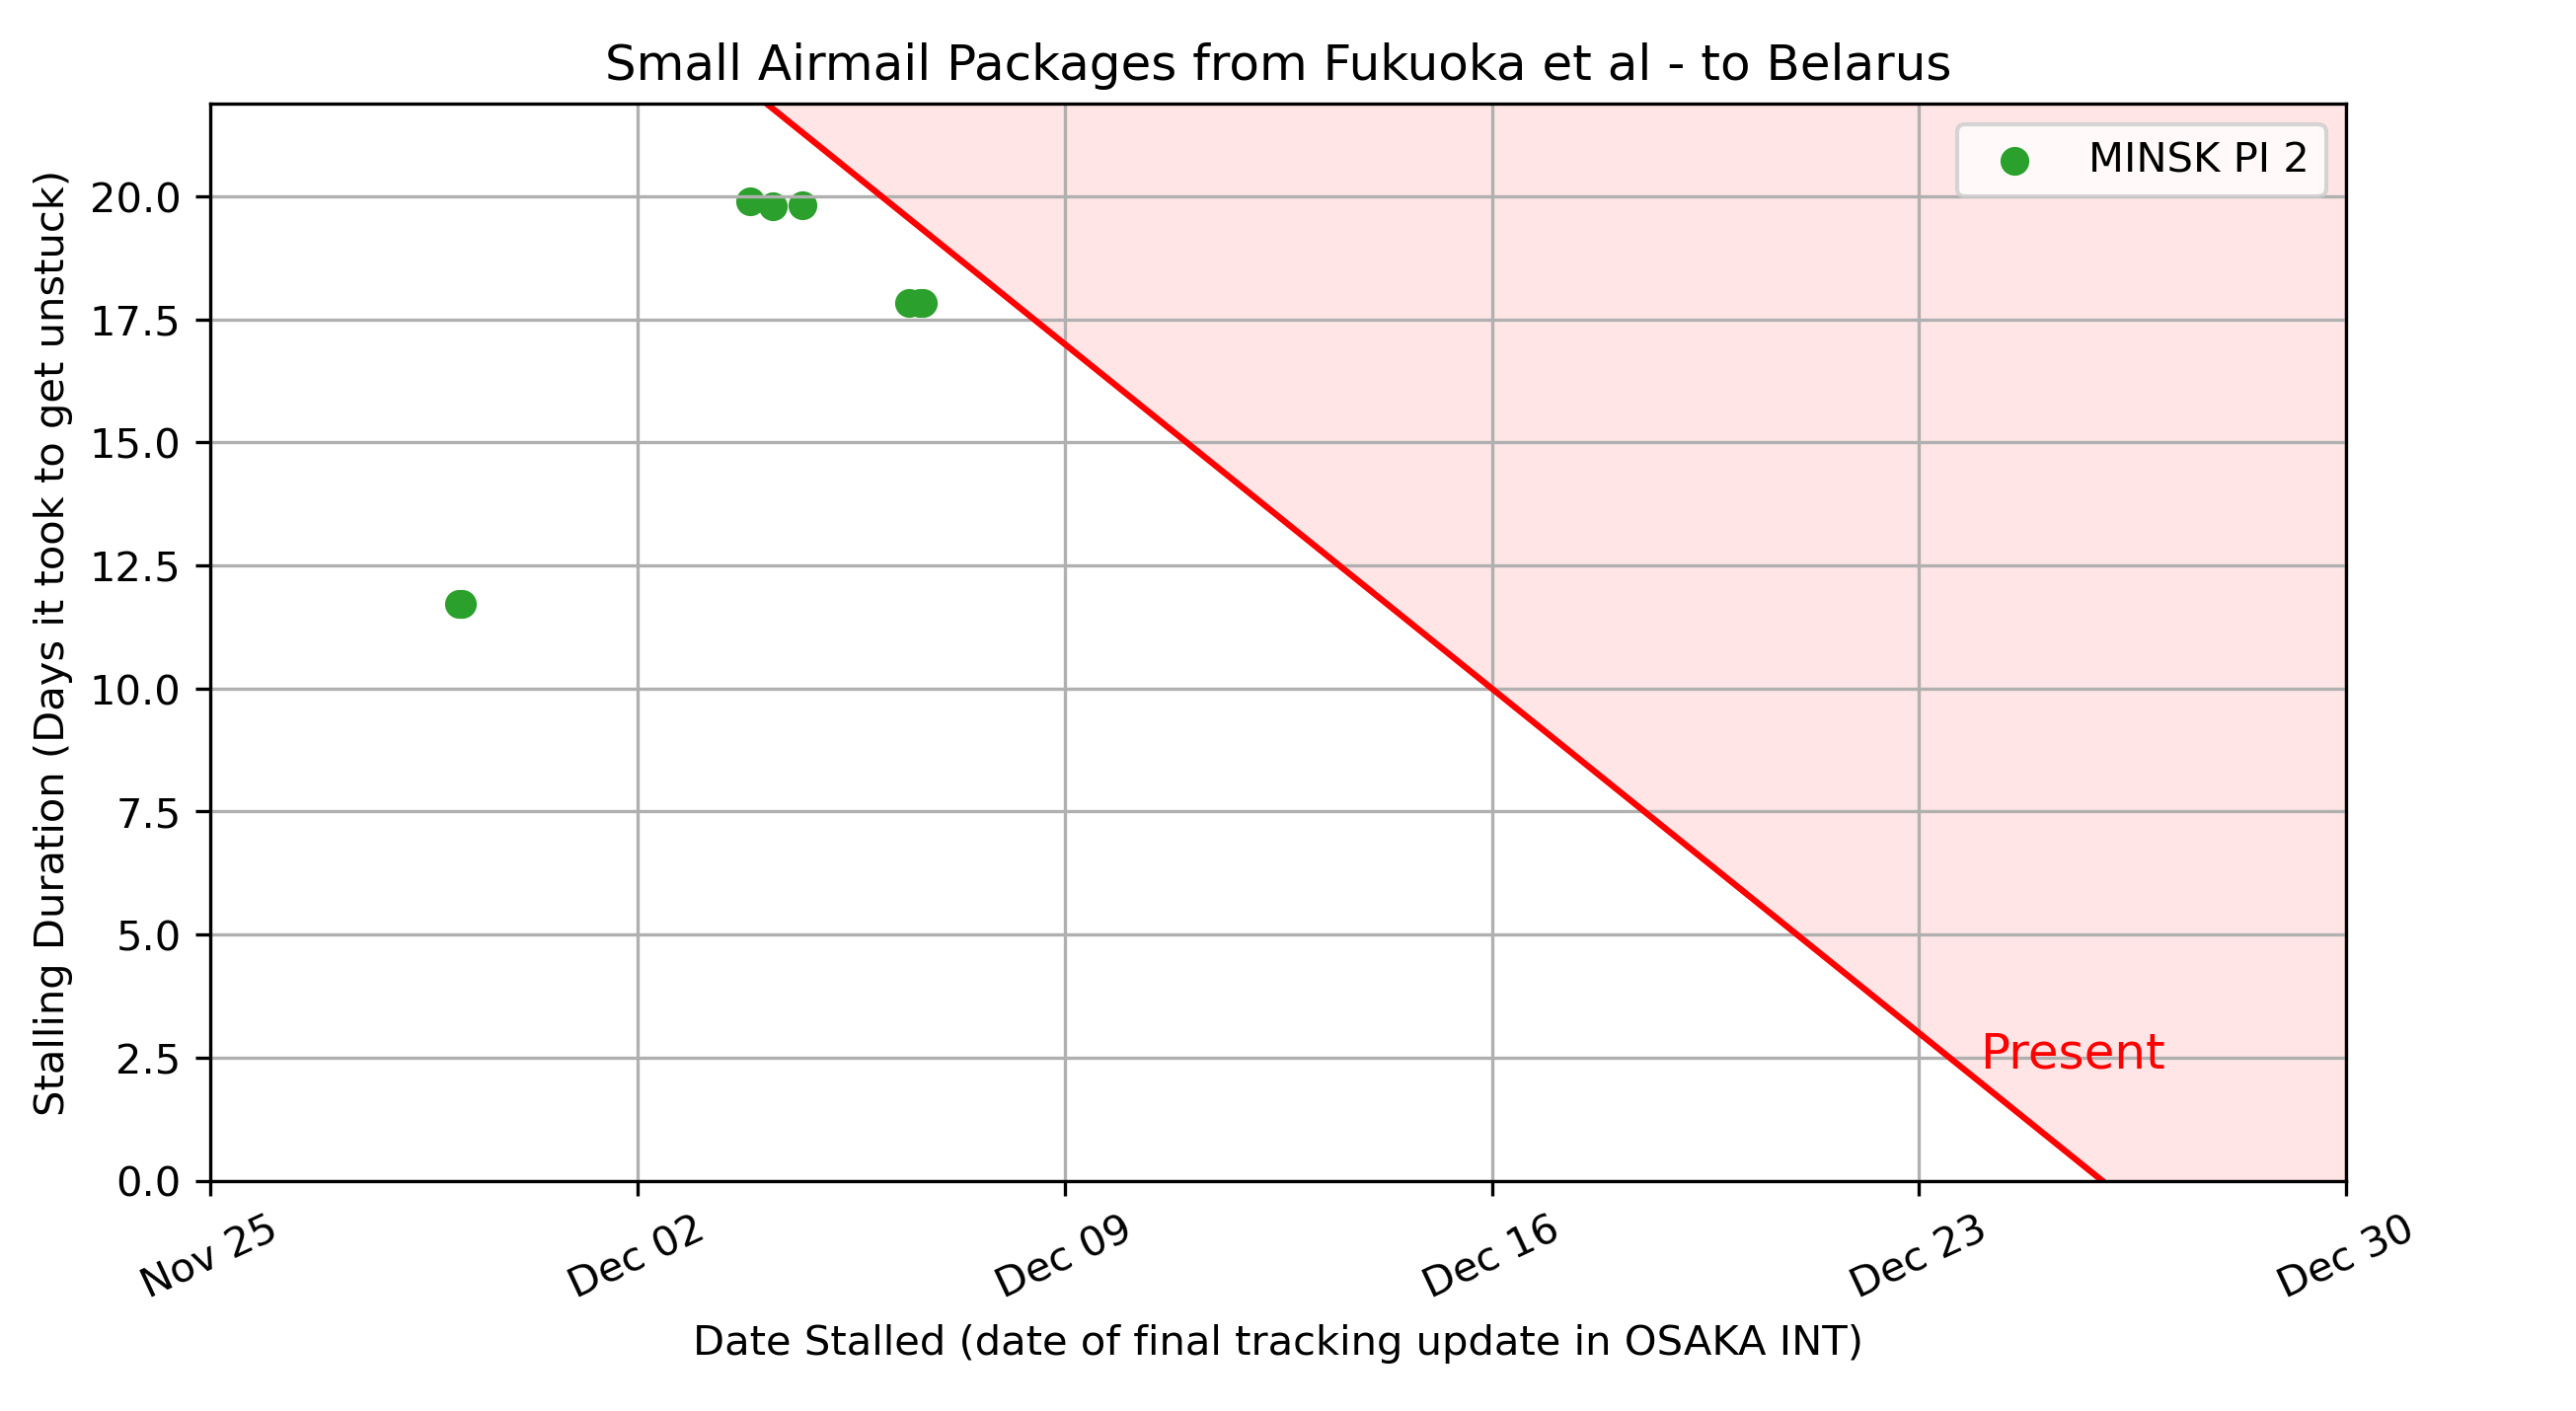 Small Airmail Packages from Fukuoka et al - to Belarus
MINSK PI 2
Stalling Duration (Days it took to get unstuck)
20.0
17.5
15.0
12.5
10.0
7.5
5.0
2.5
0.0
Present
Nov 25
Dec 02
Dec 09
Dec 16
Dec 23
Dec 30
Date Stalled (date of final tracking update in OSAKA INT)